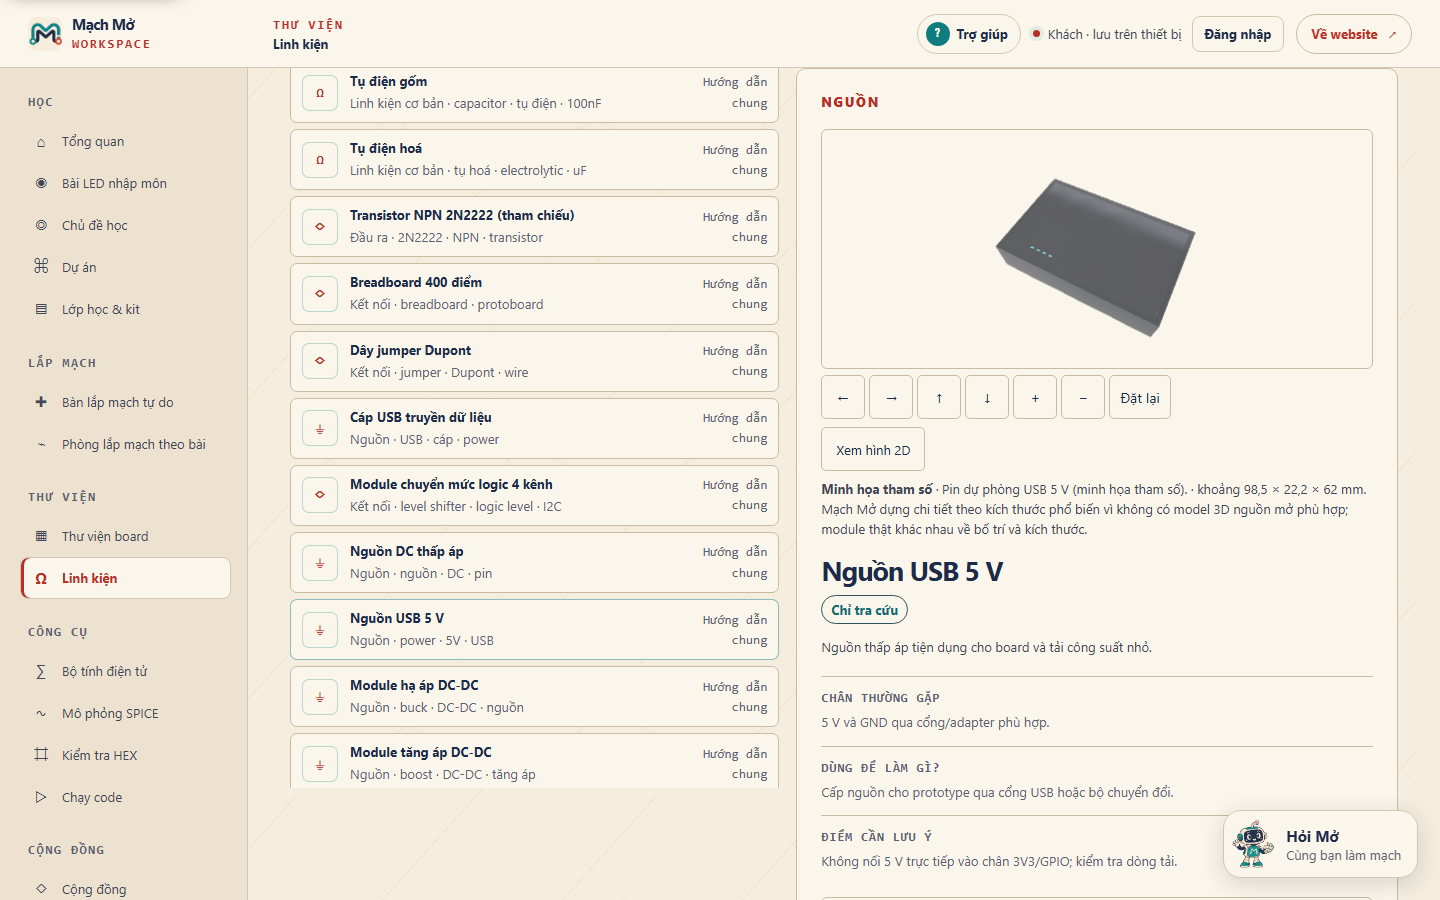 Mạch Mở
WORKSPACE
THƯ VIỆN
Linh kiện
? Trợ giúp
Khách · lưu trên thiết bị
Đăng nhập
Về website ↗
HỌC
Tổng quan
Bài LED nhập môn
Chủ đề học
Dự án
Lớp học & kit
LẮP MẠCH
Bàn lắp mạch tự do
Phòng lắp mạch theo bài
THƯ VIỆN
Thư viện board
Linh kiện
CÔNG CỤ
Bộ tính điện tử
Mô phỏng SPICE
Kiểm tra HEX
Chạy code
CỘNG ĐỒNG
Cộng đồng
Tụ điện gốm
Linh kiện cơ bản · capacitor · tụ điện · 100nF
Hướng dẫn
chung
Tụ điện hoá
Linh kiện cơ bản · tụ hoá · electrolytic · uF
Hướng dẫn
chung
Transistor NPN 2N2222 (tham chiếu)
Đầu ra · 2N2222 · NPN · transistor
Hướng dẫn
chung
Breadboard 400 điểm
Kết nối · breadboard · protoboard
Hướng dẫn
chung
Dây jumper Dupont
Kết nối · jumper · Dupont · wire
Hướng dẫn
chung
Cáp USB truyền dữ liệu
Nguồn · USB · cáp · power
Hướng dẫn
chung
Module chuyển mức logic 4 kênh
Kết nối · level shifter · logic level · I2C
Hướng dẫn
chung
Nguồn DC thấp áp
Nguồn · nguồn · DC · pin
Hướng dẫn
chung
Nguồn USB 5 V
Nguồn · power · 5V · USB
Hướng dẫn
chung
Module hạ áp DC-DC
Nguồn · buck · DC-DC · nguồn
Hướng dẫn
chung
Module tăng áp DC-DC
Nguồn · boost · DC-DC · tăng áp
Hướng dẫn
chung
NGUỒN
← → ↑ ↓ + − Đặt lại
Xem hình 2D
Minh họa tham số · Pin dự phòng USB 5 V (minh họa tham số). · khoảng 98,5 × 22,2 × 62 mm.
Mạch Mở dựng chi tiết theo kích thước phổ biến vì không có model 3D nguồn mở phù hợp;
module thật khác nhau về bố trí và kích thước.
Nguồn USB 5 V
Chỉ tra cứu
Nguồn thấp áp tiện dụng cho board và tải công suất nhỏ.
CHÂN THƯỜNG GẶP
5 V và GND qua cổng/adapter phù hợp.
DÙNG ĐỂ LÀM GÌ?
Cấp nguồn cho prototype qua cổng USB hoặc bộ chuyển đổi.
ĐIỂM CẦN LƯU Ý
Không nối 5 V trực tiếp vào chân 3V3/GPIO; kiểm tra dòng tải.
Hỏi Mở
Cùng bạn làm mạch